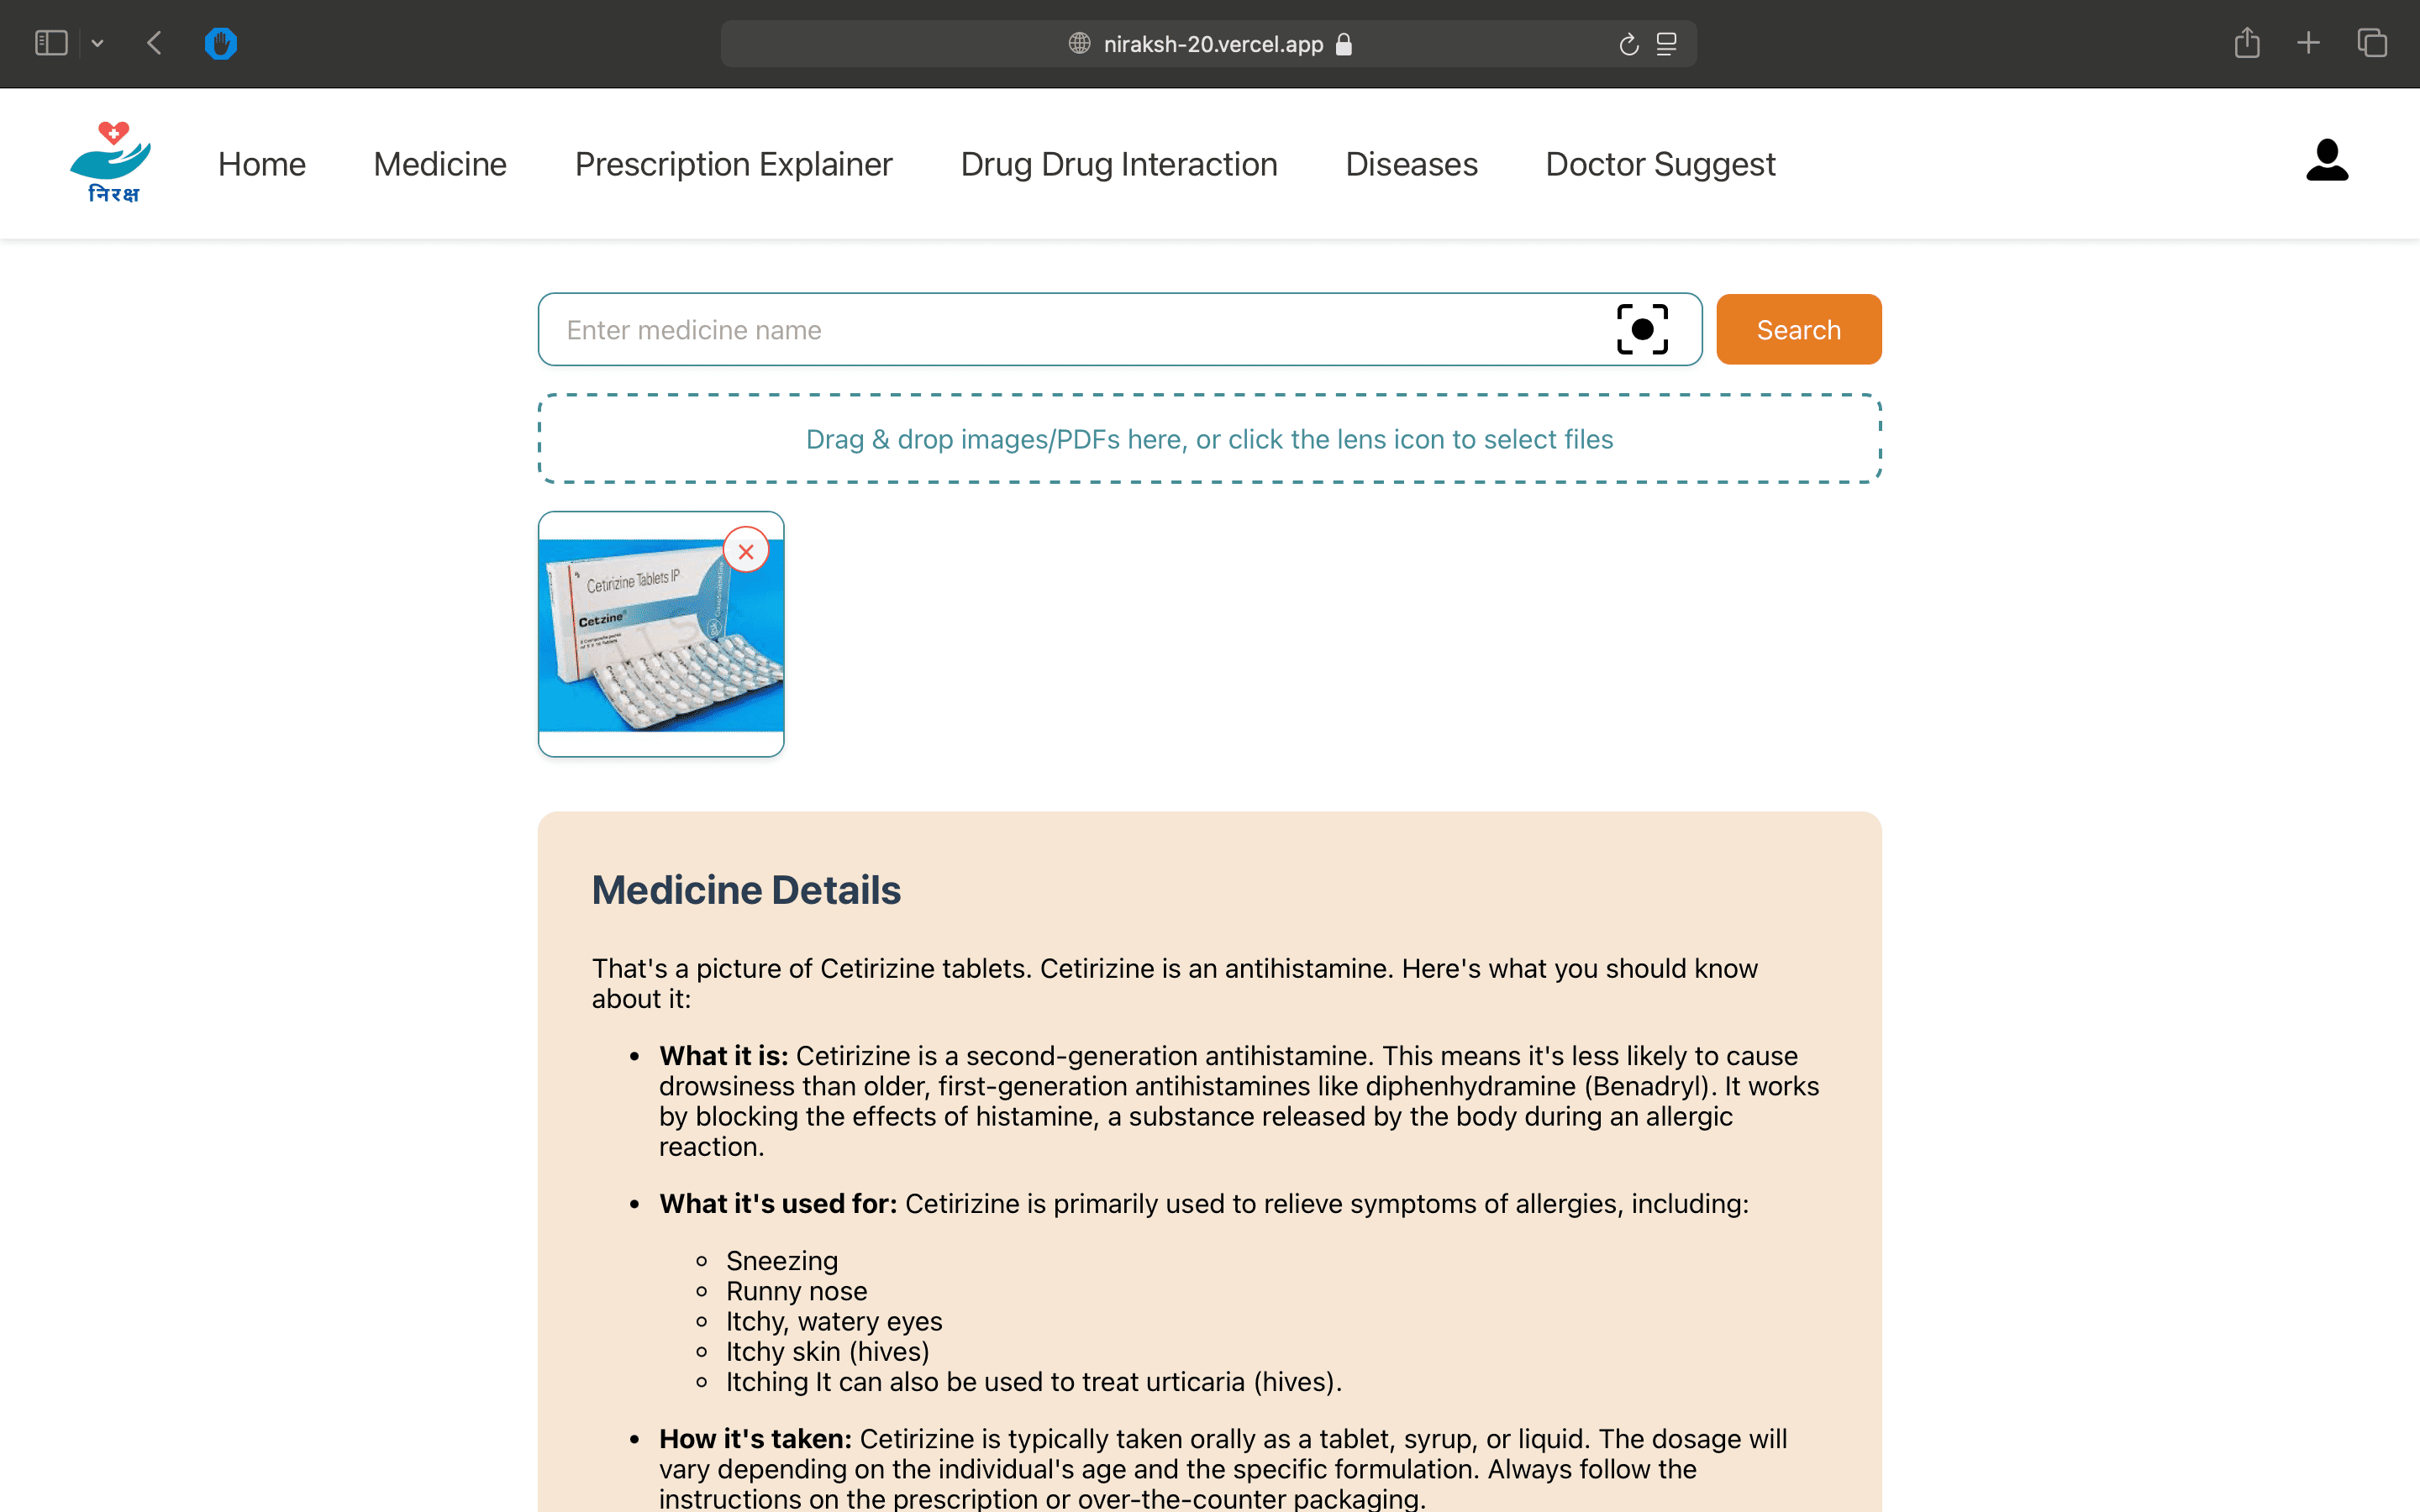 niraksh-20.vercel.app
निरक्ष
Home
Medicine
Prescription Explainer
Drug Drug Interaction
Diseases
Doctor Suggest
Enter medicine name
Search
Drag & drop images/PDFs here, or click the lens icon to select files
Cetirizine Tablets IP
Cetzine
Medicine Details
That's a picture of Cetirizine tablets. Cetirizine is an antihistamine. Here's what you should know
about it:
• What it is: Cetirizine is a second-generation antihistamine. This means it's less likely to cause
drowsiness than older, first-generation antihistamines like diphenhydramine (Benadryl). It works
by blocking the effects of histamine, a substance released by the body during an allergic
reaction.
• What it's used for: Cetirizine is primarily used to relieve symptoms of allergies, including:
Sneezing
Runny nose
Itchy, watery eyes
Itchy skin (hives)
Itching It can also be used to treat urticaria (hives).
• How it's taken: Cetirizine is typically taken orally as a tablet, syrup, or liquid. The dosage will
vary depending on the individual's age and the specific formulation. Always follow the
instructions on the prescription or over-the-counter packaging.